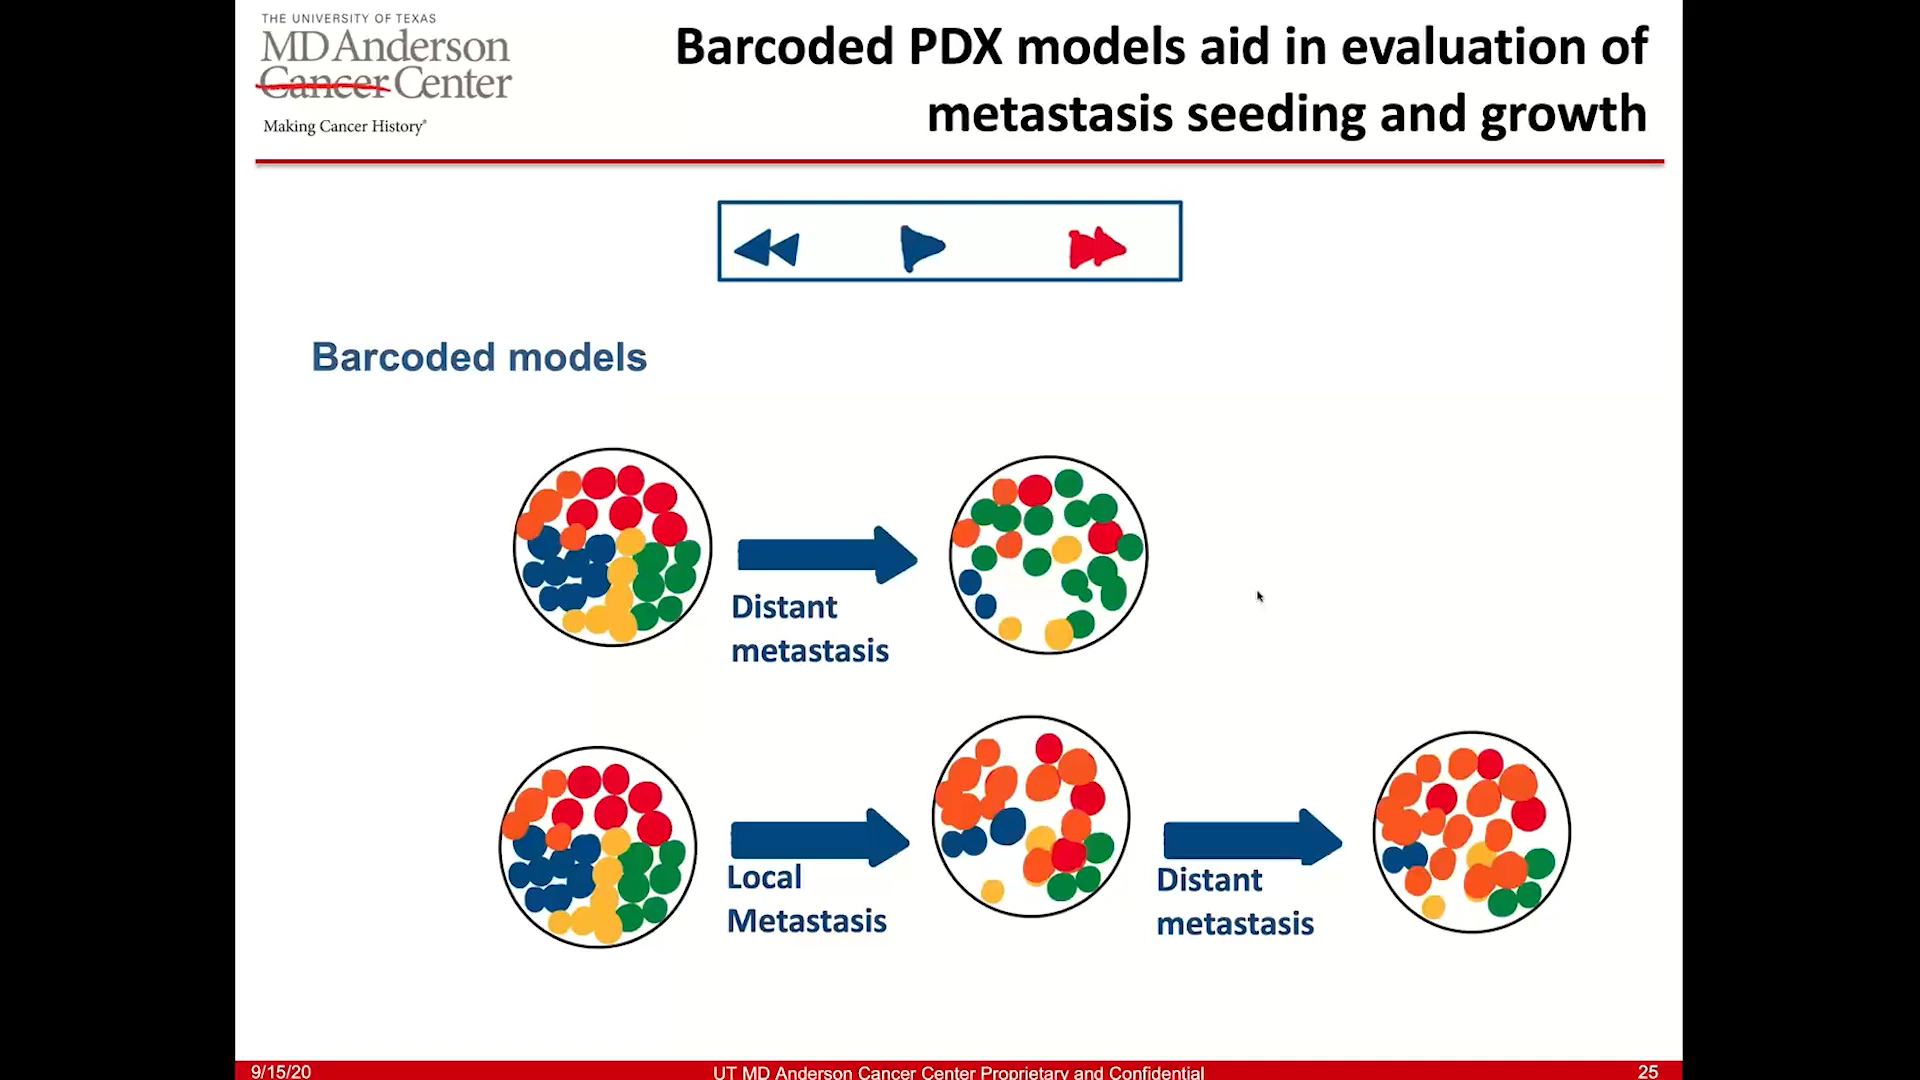 THE UNIVERSITY OF TEXAS
MD Anderson
Cancer Center
Making Cancer History®
Barcoded PDX models aid in evaluation of
metastasis seeding and growth
Barcoded models
Distant
metastasis
Local
Metastasis
Distant
metastasis
9/15/20
UT MD Anderson Cancer Center Proprietary and Confidential
25